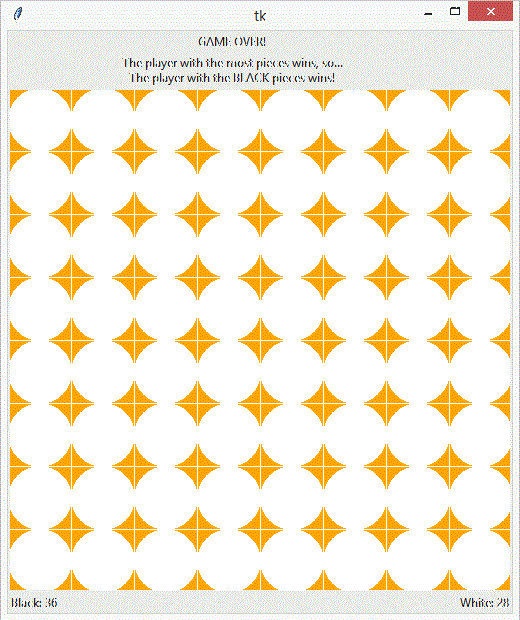 tk
GAME OVER!
The player with the most pieces wins, so...
The player with the BLACK pieces wins!
Black: 36
White: 28